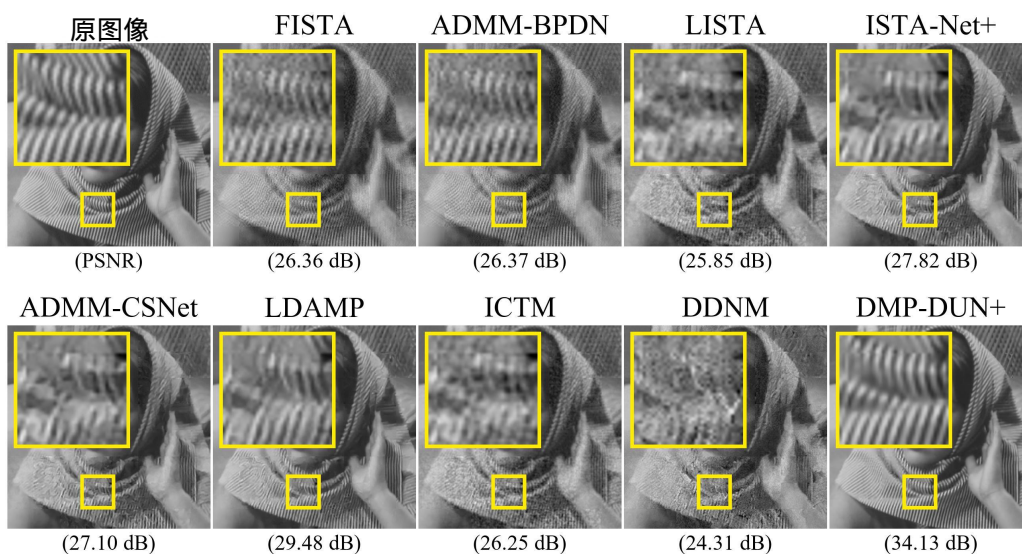 原图像 FISTA ADMM-BPDN LISTA ISTA-Net+
(PSNR) (26.36 dB) (26.37 dB) (25.85 dB) (27.82 dB)
ADMM-CSNet LDAMP ICTM DDNM DMP-DUN+
(27.10 dB) (29.48 dB) (26.25 dB) (24.31 dB) (34.13 dB)